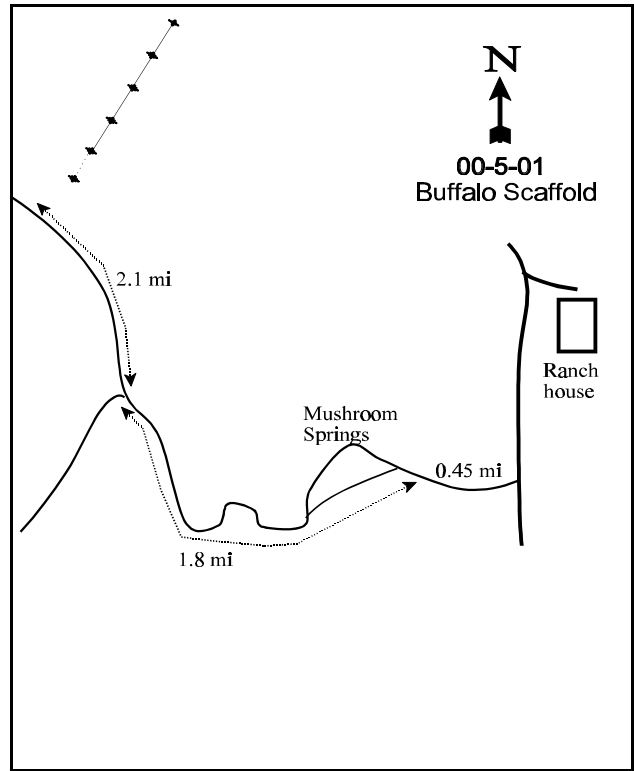 N
00-5-01
Buffalo Scaffold
2.1 mi
Ranch
house
Mushroom
Springs
0.45 mi
1.8 mi